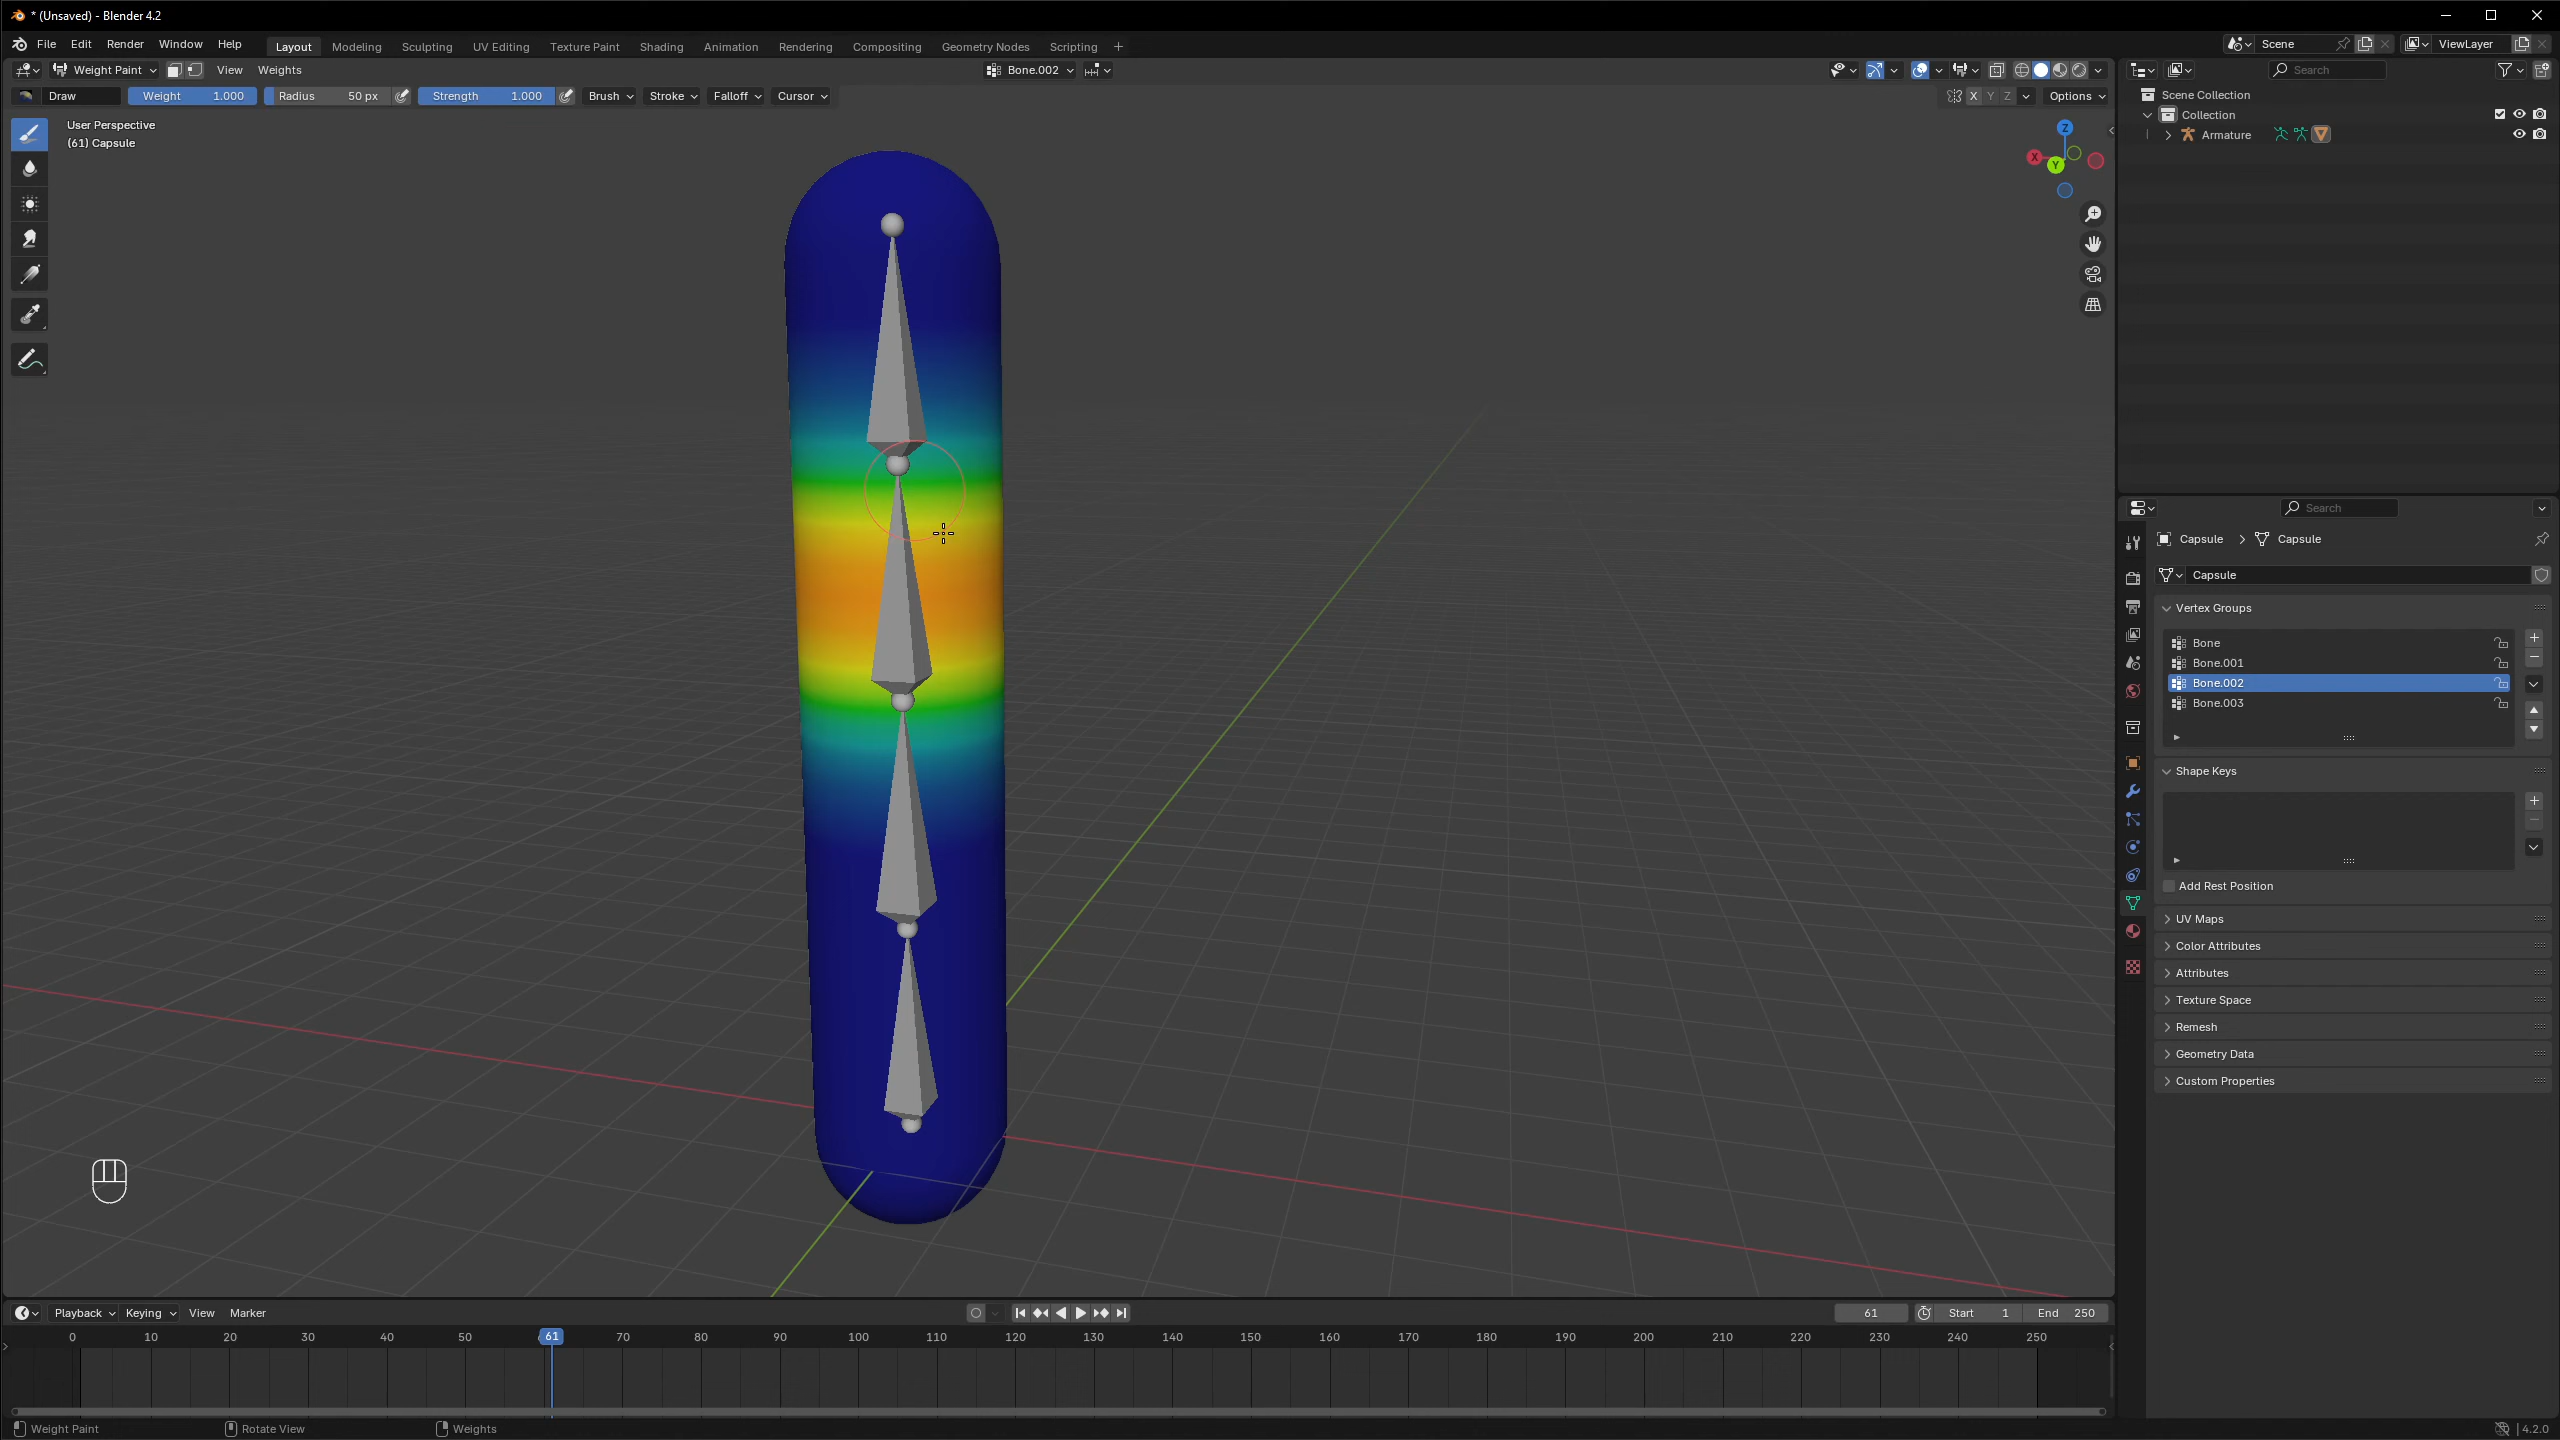 * (Unsaved) - Blender 4.2
File Edit Render Window Help Layout Modeling Sculpting UV Editing Texture Paint Shading Animation Rendering Compositing Geometry Nodes Scripting + Scene ViewLayer
Weight Paint View Weights Bone.002 Search
Draw Weight 1.000 Radius 50 px Strength 1.000 Brush Stroke Falloff Cursor X Y Z Options
Scene Collection
Collection
Armature
User Perspective
(61) Capsule
Z
X
Y
Search
Capsule > Capsule
Capsule
Vertex Groups
Bone
Bone.001
Bone.002
Bone.003
Shape Keys
Add Rest Position
UV Maps
Color Attributes
Attributes
Texture Space
Remesh
Geometry Data
Custom Properties
Playback Keying View Marker 61 Start 1 End 250
0 10 20 30 40 50 61 70 80 90 100 110 120 130 140 150 160 170 180 190 200 210 220 230 240 250
Weight Paint Rotate View Weights 4.2.0